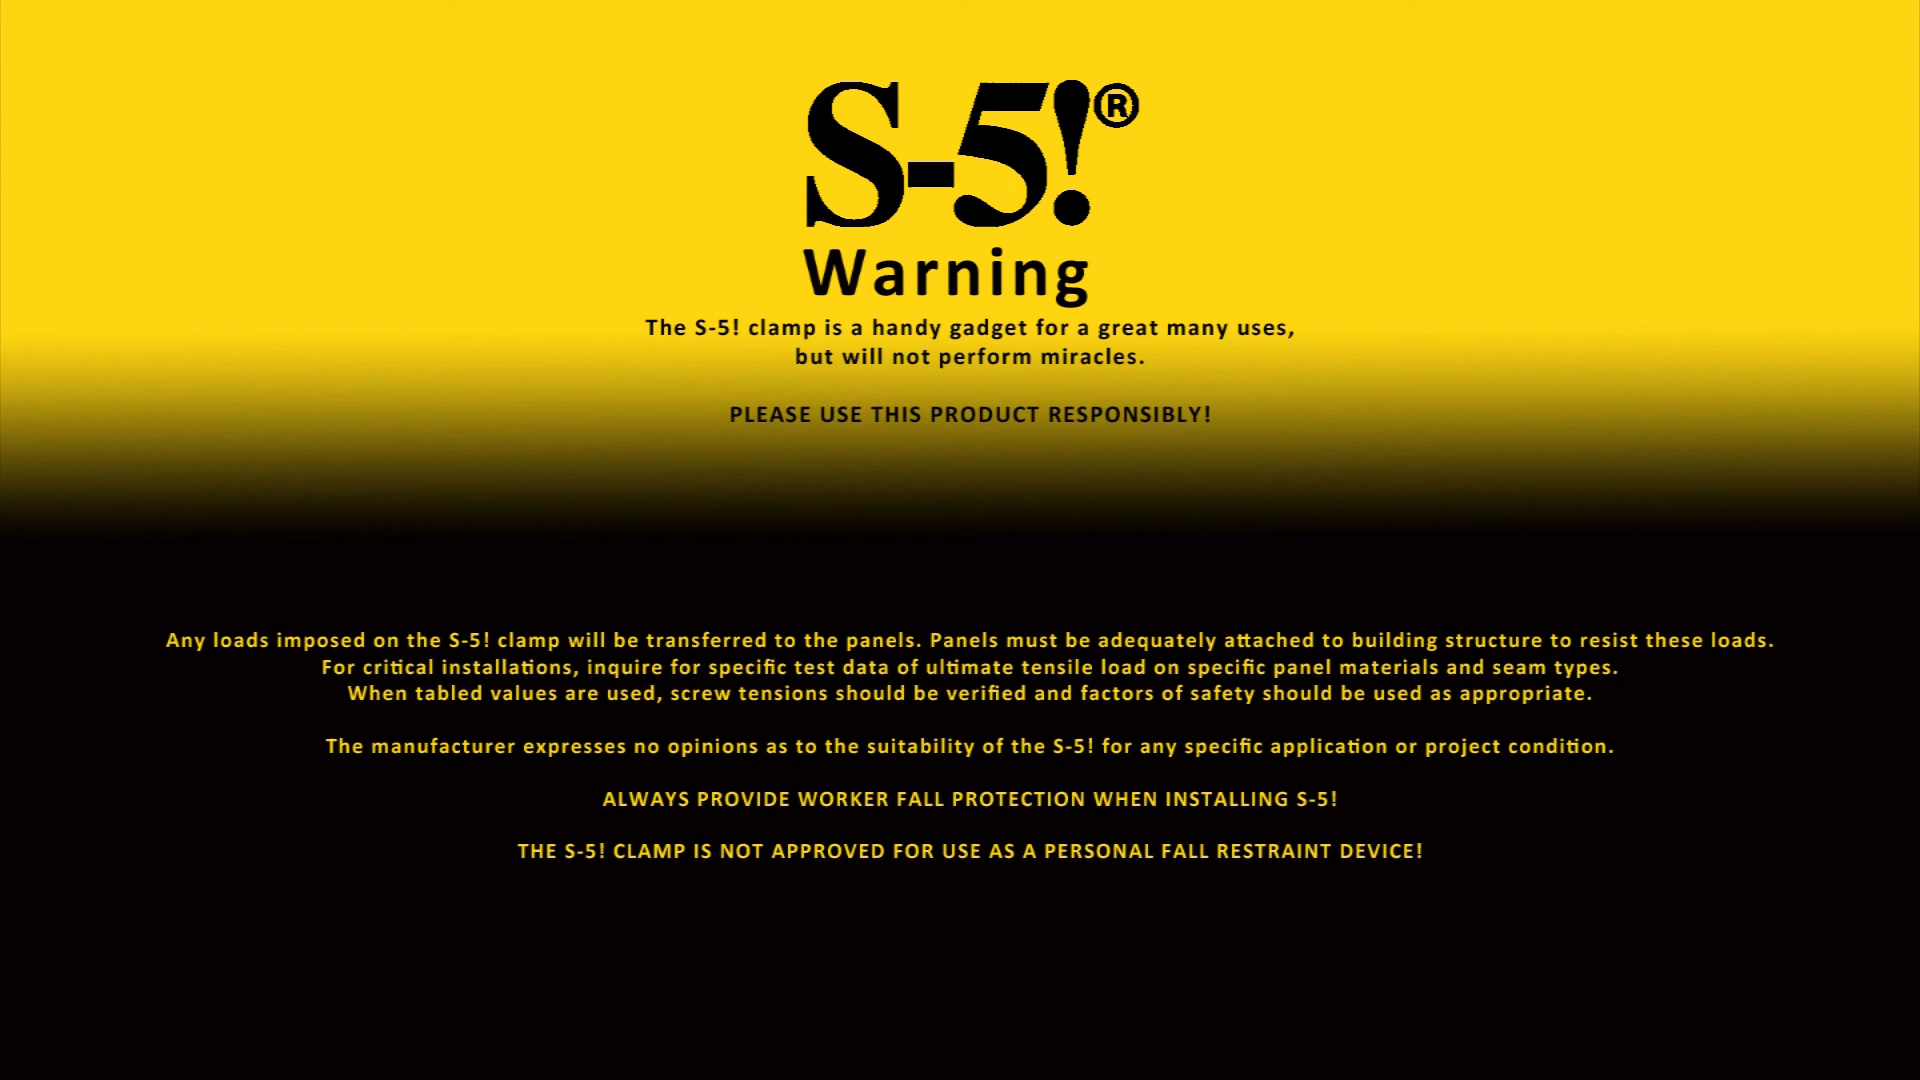 S-5!®
Warning
The S-5! clamp is a handy gadget for a great many uses,
but will not perform miracles.
PLEASE USE THIS PRODUCT RESPONSIBLY!
Any loads imposed on the S-5! clamp will be transferred to the panels. Panels must be adequately attached to building structure to resist these loads.
For critical installations, inquire for specific test data of ultimate tensile load on specific panel materials and seam types.
When tabled values are used, screw tensions should be verified and factors of safety should be used as appropriate.
The manufacturer expresses no opinions as to the suitability of the S-5! for any specific application or project condition.
ALWAYS PROVIDE WORKER FALL PROTECTION WHEN INSTALLING S-5!
THE S-5! CLAMP IS NOT APPROVED FOR USE AS A PERSONAL FALL RESTRAINT DEVICE!